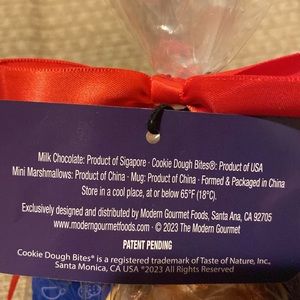 Milk Chocolate: Product of Sigapore · Cookie Dough Bites®: Product of USA
Mini Marshmallows: Product of China · Mug: Product of China · Formed & Packaged in China
Store in a cool place, at or below 65°F (18°C).
Exclusively designed and distributed by Modern Gourmet Foods, Santa Ana, CA 92705
www.moderngourmetfoods.com · © 2023 The Modern Gourmet
PATENT PENDING
Cookie Dough Bites® is a registered trademark of Taste of Nature, Inc.,
Santa Monica, CA USA ®2023 All Rights Reserved.